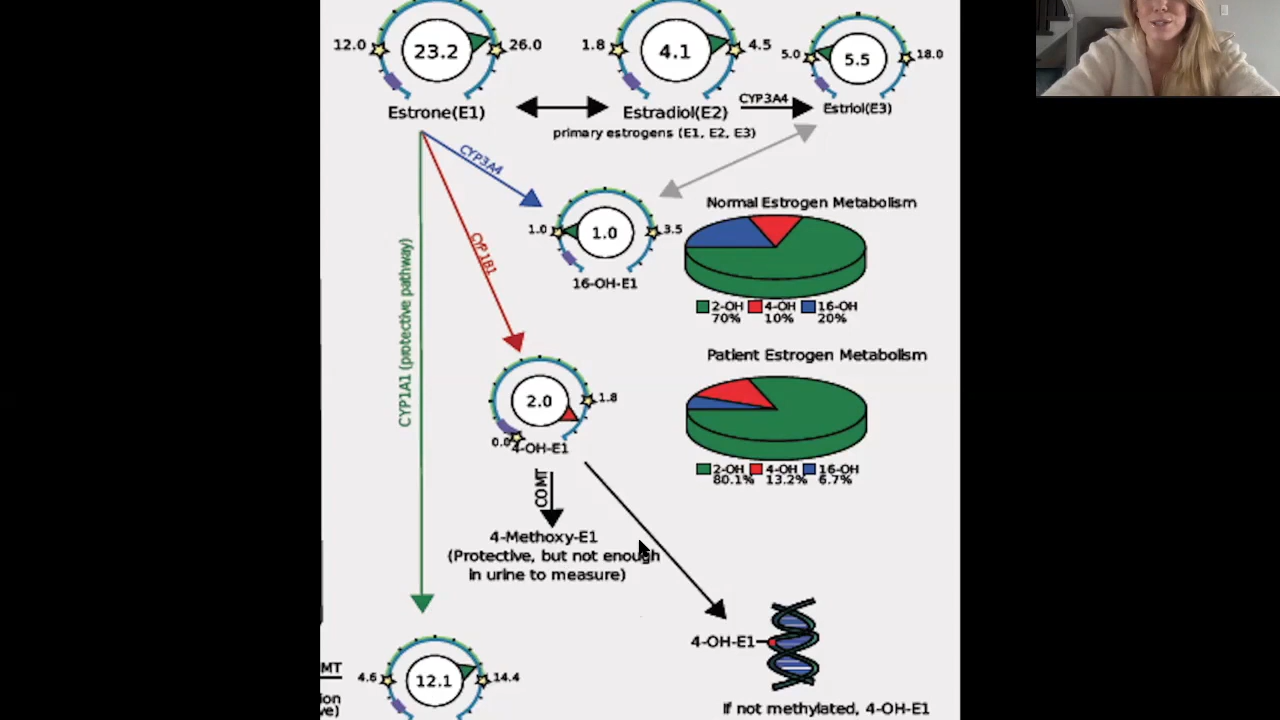 12.0 23.2 26.0
1.8 4.1 4.5
5.0 5.5 18.0
Estrone(E1)
Estradiol(E2)
CYP3A4
Estriol(E3)
primary estrogens (E1, E2, E3)
CYP3A4
CYP1B1
CYP1A1 (protective pathway)
1.0 1.0 3.5
16-OH-E1
Normal Estrogen Metabolism
2-OH 4-OH 16-OH
70% 10% 20%
Patient Estrogen Metabolism
2-OH 4-OH 16-OH
80.1% 13.2% 6.7%
2.0 1.8
0.0
4-OH-E1
COMT
4-Methoxy-E1
(Protective, but not enough
in urine to measure)
4-OH-E1
If not methylated, 4-OH-E1
MT
ion
ve)
4.6 12.1 14.4